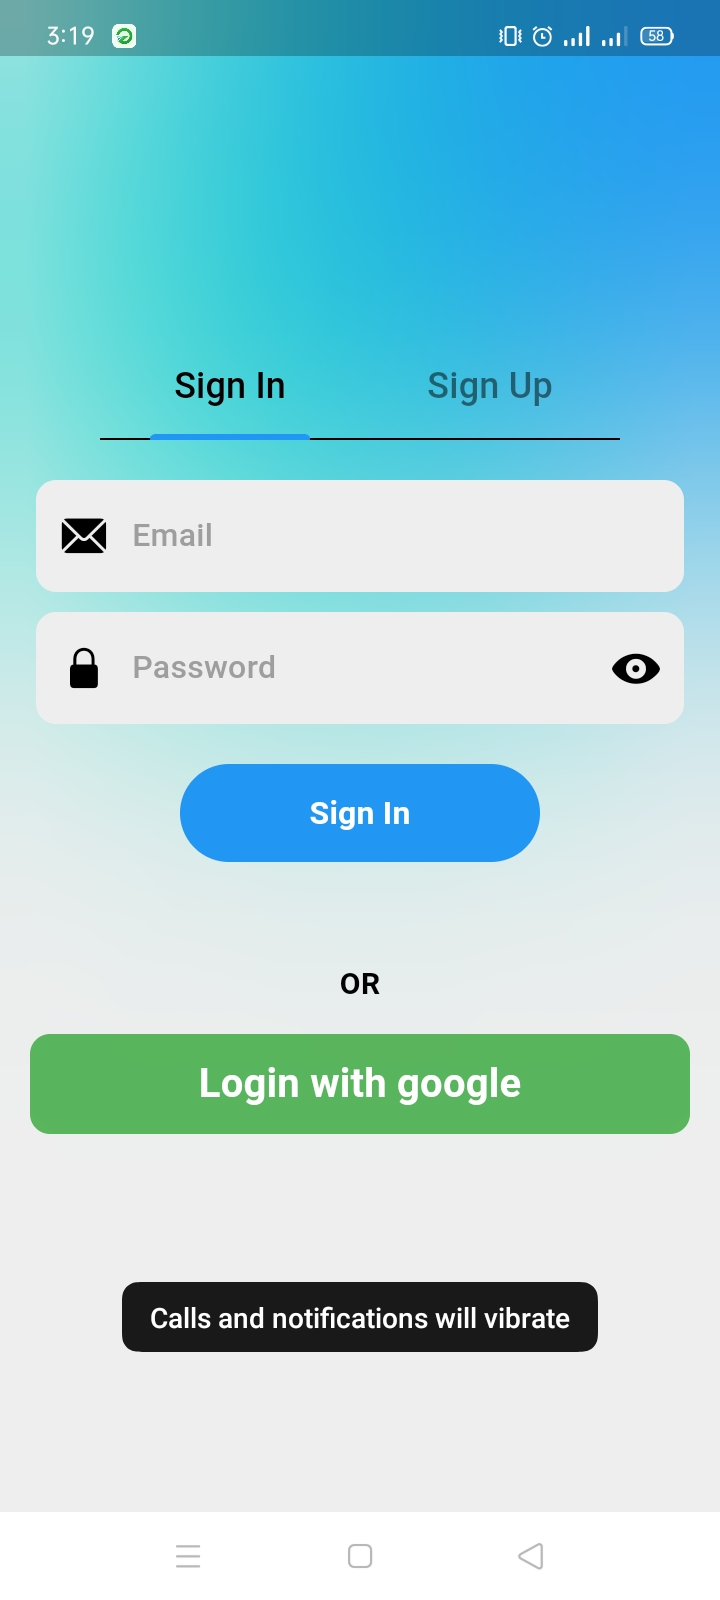 3:19
58
Sign In
Sign Up
Email
Password
Sign In
OR
Login with google
Calls and notifications will vibrate